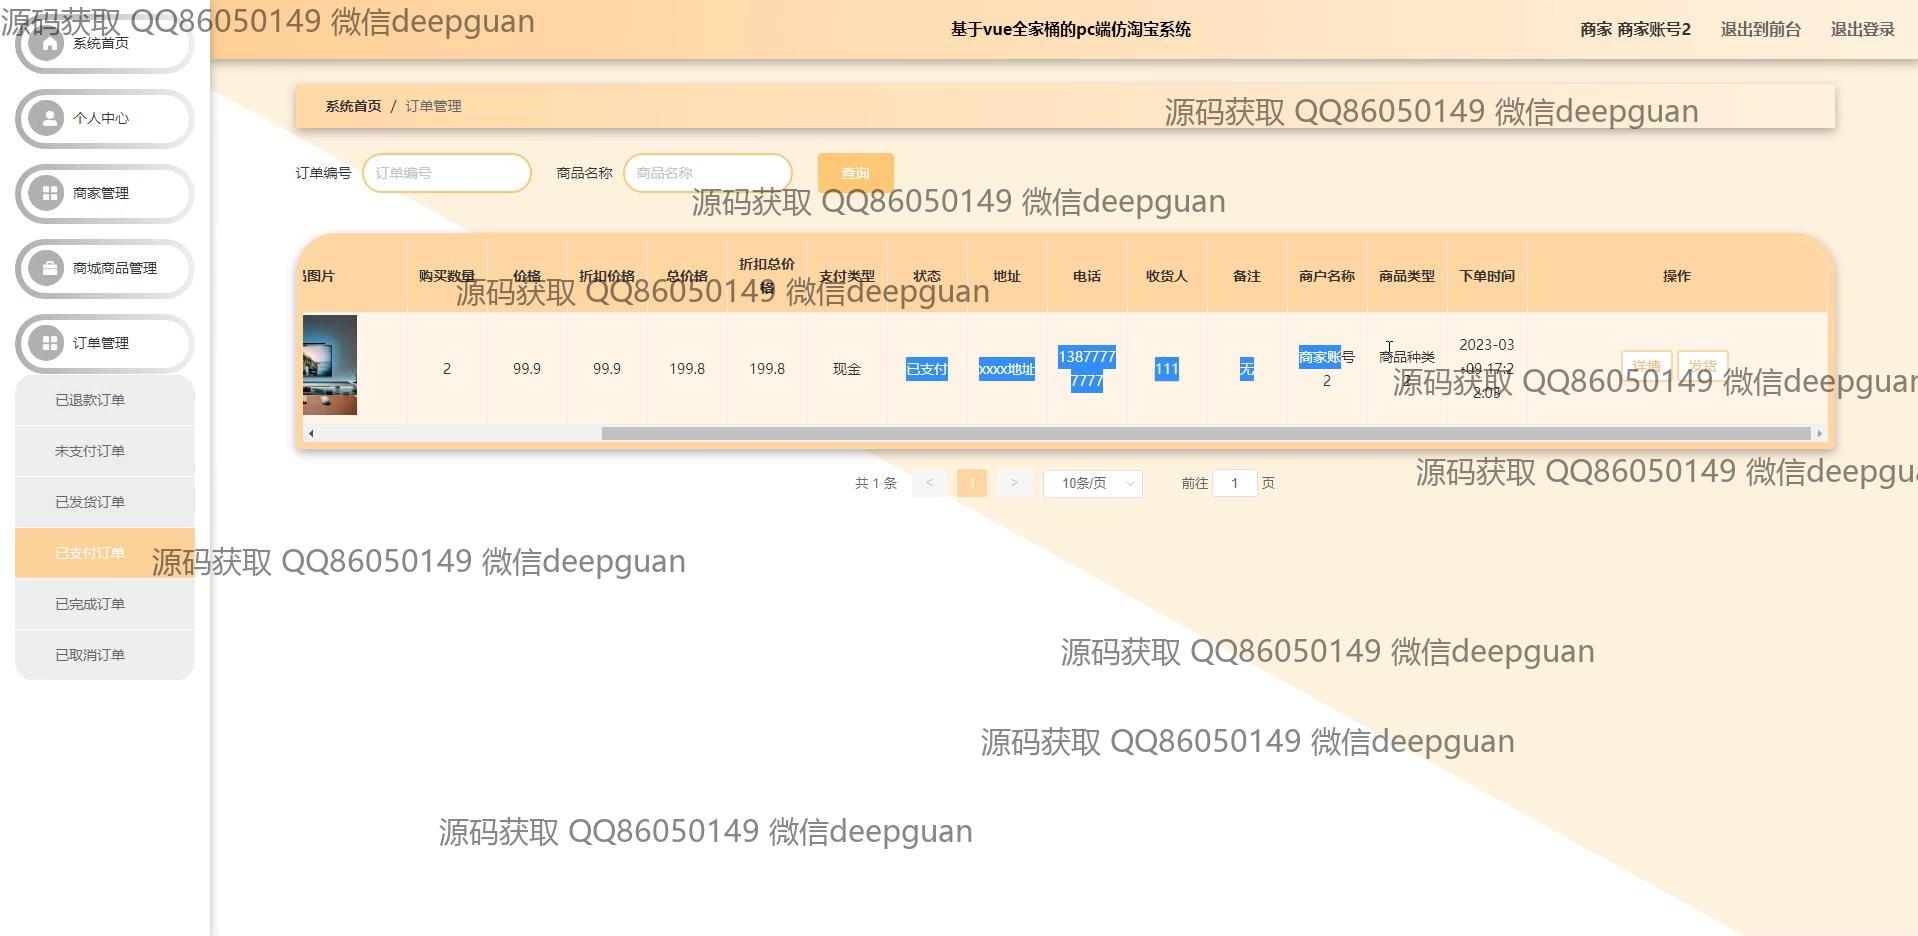 源码获取 QQ86050149 微信deepguan
基于vue全家桶的pc端仿淘宝系统
商家 商家账号2 退出到前台 退出登录
系统首页
个人中心
商家管理
商城商品管理
订单管理
已退款订单
未支付订单
已发货订单
已支付订单
已完成订单
已取消订单
系统首页 / 订单管理
源码获取 QQ86050149 微信deepguan
订单编号 订单编号 商品名称 商品名称 查询
源码获取 QQ86050149 微信deepguan
图片 购买数量 价格 折扣价格 总价格 折扣总价格 支付类型 状态 地址 电话 收货人 备注 商户名称 商品类型 下单时间 操作
源码获取 QQ86050149 微信deepguan
2 99.9 99.9 199.8 199.8 现金 已支付 xxxx地址 13877777777 111 无 商家账号2 商品种类2 2023-03-09 17:22:05 详情 发货
源码获取 QQ86050149 微信deepguan
共 1 条 < 1 > 10条/页 前往 1 页
源码获取 QQ86050149 微信deepgu
源码获取 QQ86050149 微信deepguan
源码获取 QQ86050149 微信deepguan
源码获取 QQ86050149 微信deepguan
源码获取 QQ86050149 微信deepguan